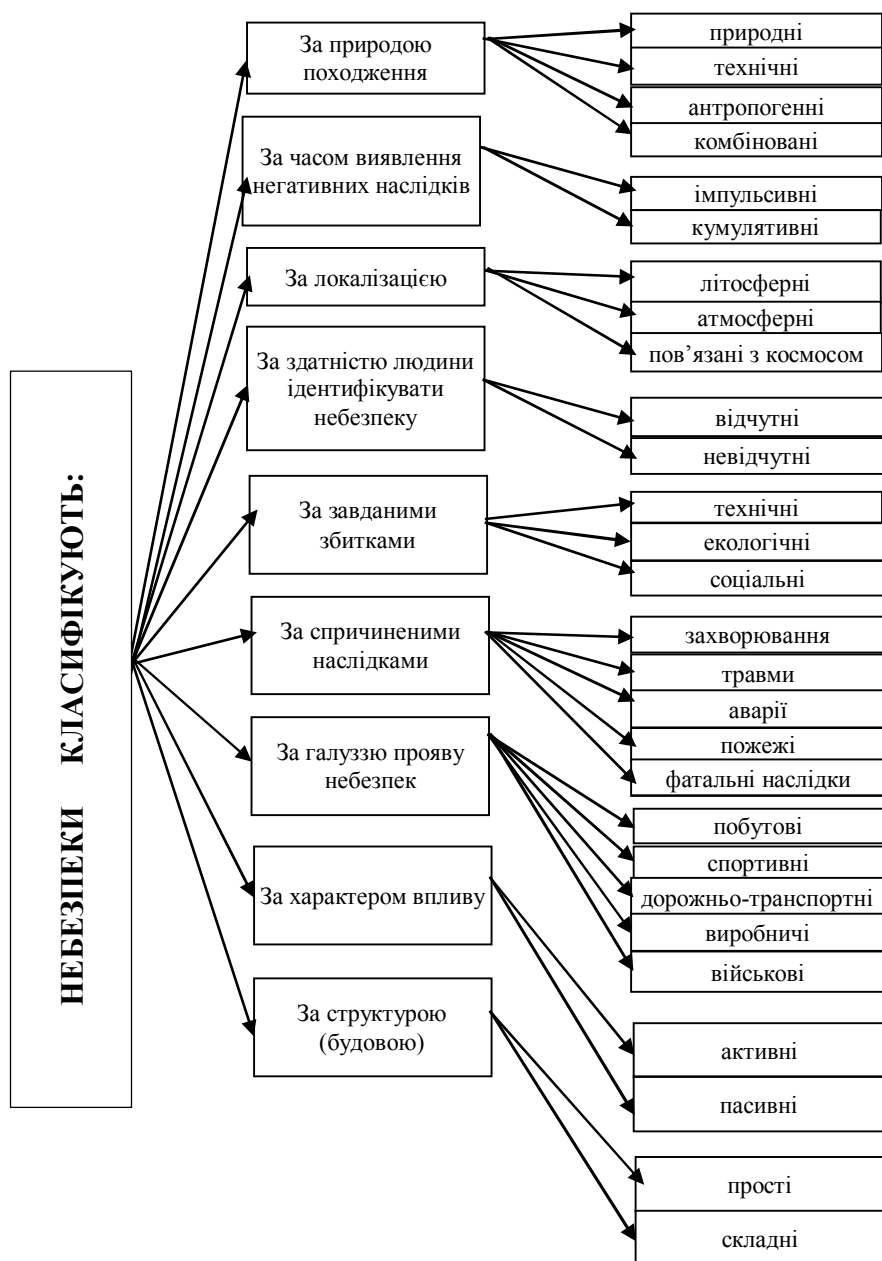 НЕБЕЗПЕКИ КЛАСИФІКУЮТЬ:
За природою
походження
природні
технічні
антропогенні
комбіновані
За часом виявлення
негативних наслідків
імпульсивні
кумулятивні
За локалізацією
літосферні
атмосферні
пов’язані з космосом
За здатністю людини
ідентифікувати
небезпеку
відчутні
невідчутні
За завданими
збитками
технічні
екологічні
соціальні
За спричиненими
наслідками
захворювання
травми
аварії
пожежі
фатальні наслідки
За галуззю прояву
небезпек
побутові
спортивні
дорожньо-транспортні
виробничі
військові
За характером впливу
активні
пасивні
За структурою
(будовою)
прості
складні